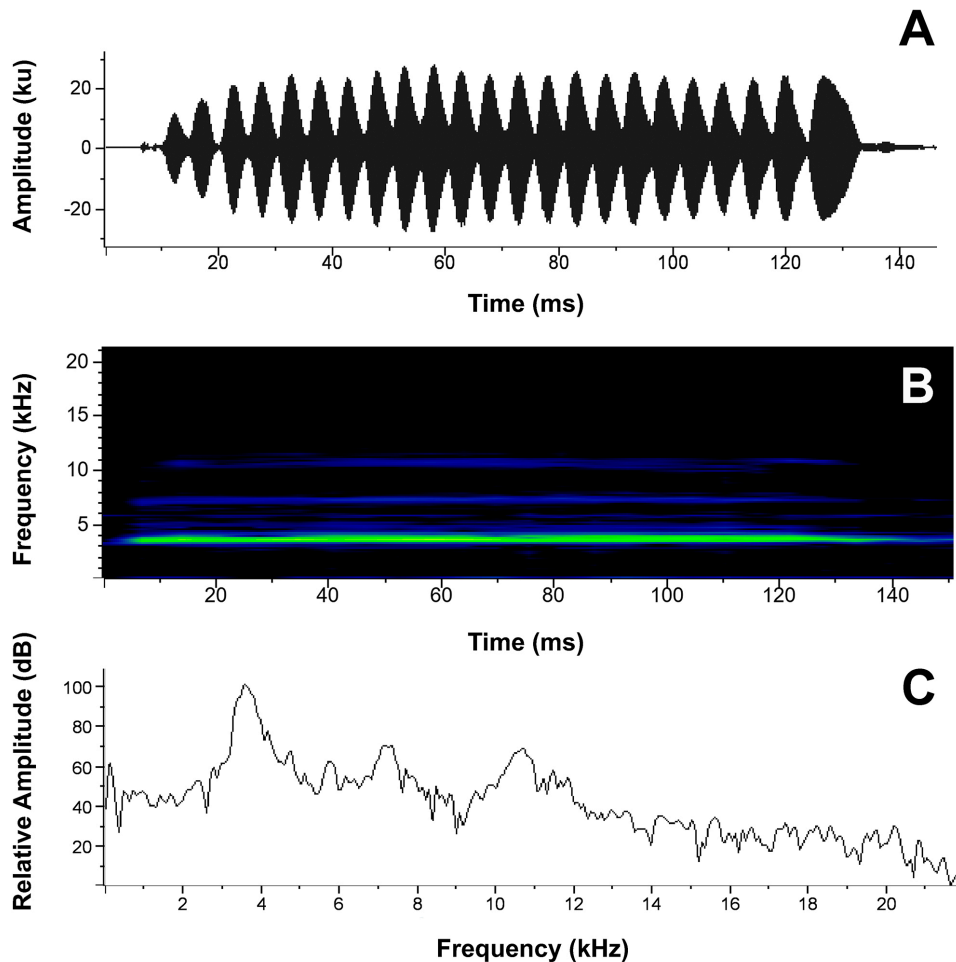 A
Amplitude (ku)
20
0
-20
20 40 60 80 100 120 140
Time (ms)
B
Frequency (kHz)
20
15
10
5
20 40 60 80 100 120 140
Time (ms)
C
Relative Amplitude (dB)
100
80
60
40
20
2 4 6 8 10 12 14 16 18 20
Frequency (kHz)